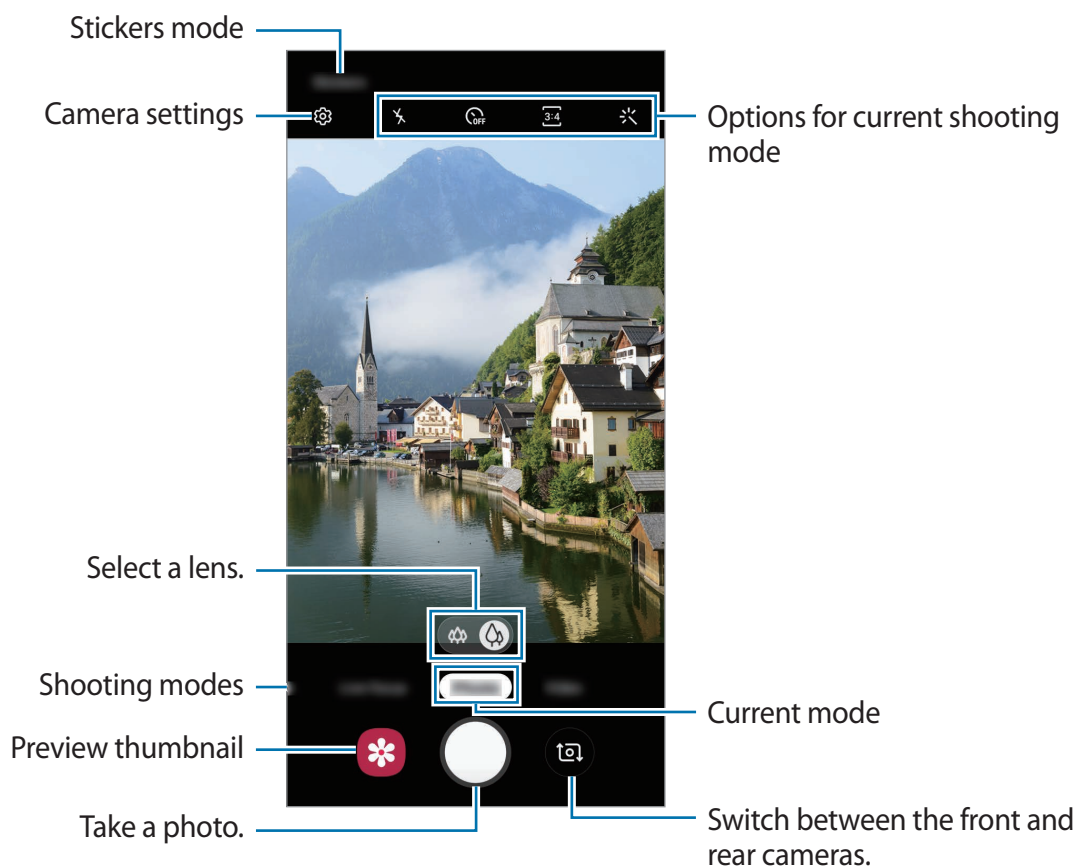 Stickers mode
Camera settings
OFF
3:4
Options for current shooting
mode
Select a lens.
Shooting modes
Current mode
Preview thumbnail
Take a photo.
Switch between the front and
rear cameras.